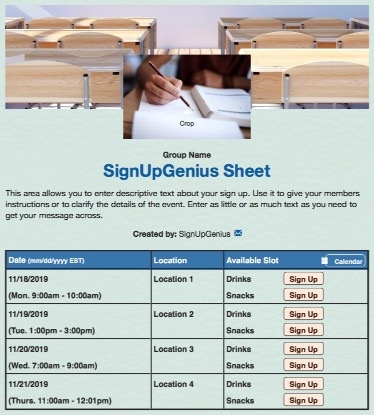 Crop
Group Name
SignUpGenius Sheet
This area allows you to enter descriptive text about your sign up. Use it to give your members
instructions or to clarify the details of the event. Enter as little or as much text as you need to
get your message across.
Created by: SignUpGenius
Date (mm/dd/yyyy EST) Location Available Slot Calendar
11/18/2019 Location 1 Drinks Sign Up
(Mon. 9:00am - 10:00am) Snacks Sign Up
11/19/2019 Location 2 Drinks Sign Up
(Tue. 1:00pm - 3:00pm) Snacks Sign Up
11/20/2019 Location 3 Drinks Sign Up
(Wed. 7:00am - 9:00am) Snacks Sign Up
11/21/2019 Location 4 Drinks Sign Up
(Thurs. 11:00am - 12:01pm) Snacks Sign Up